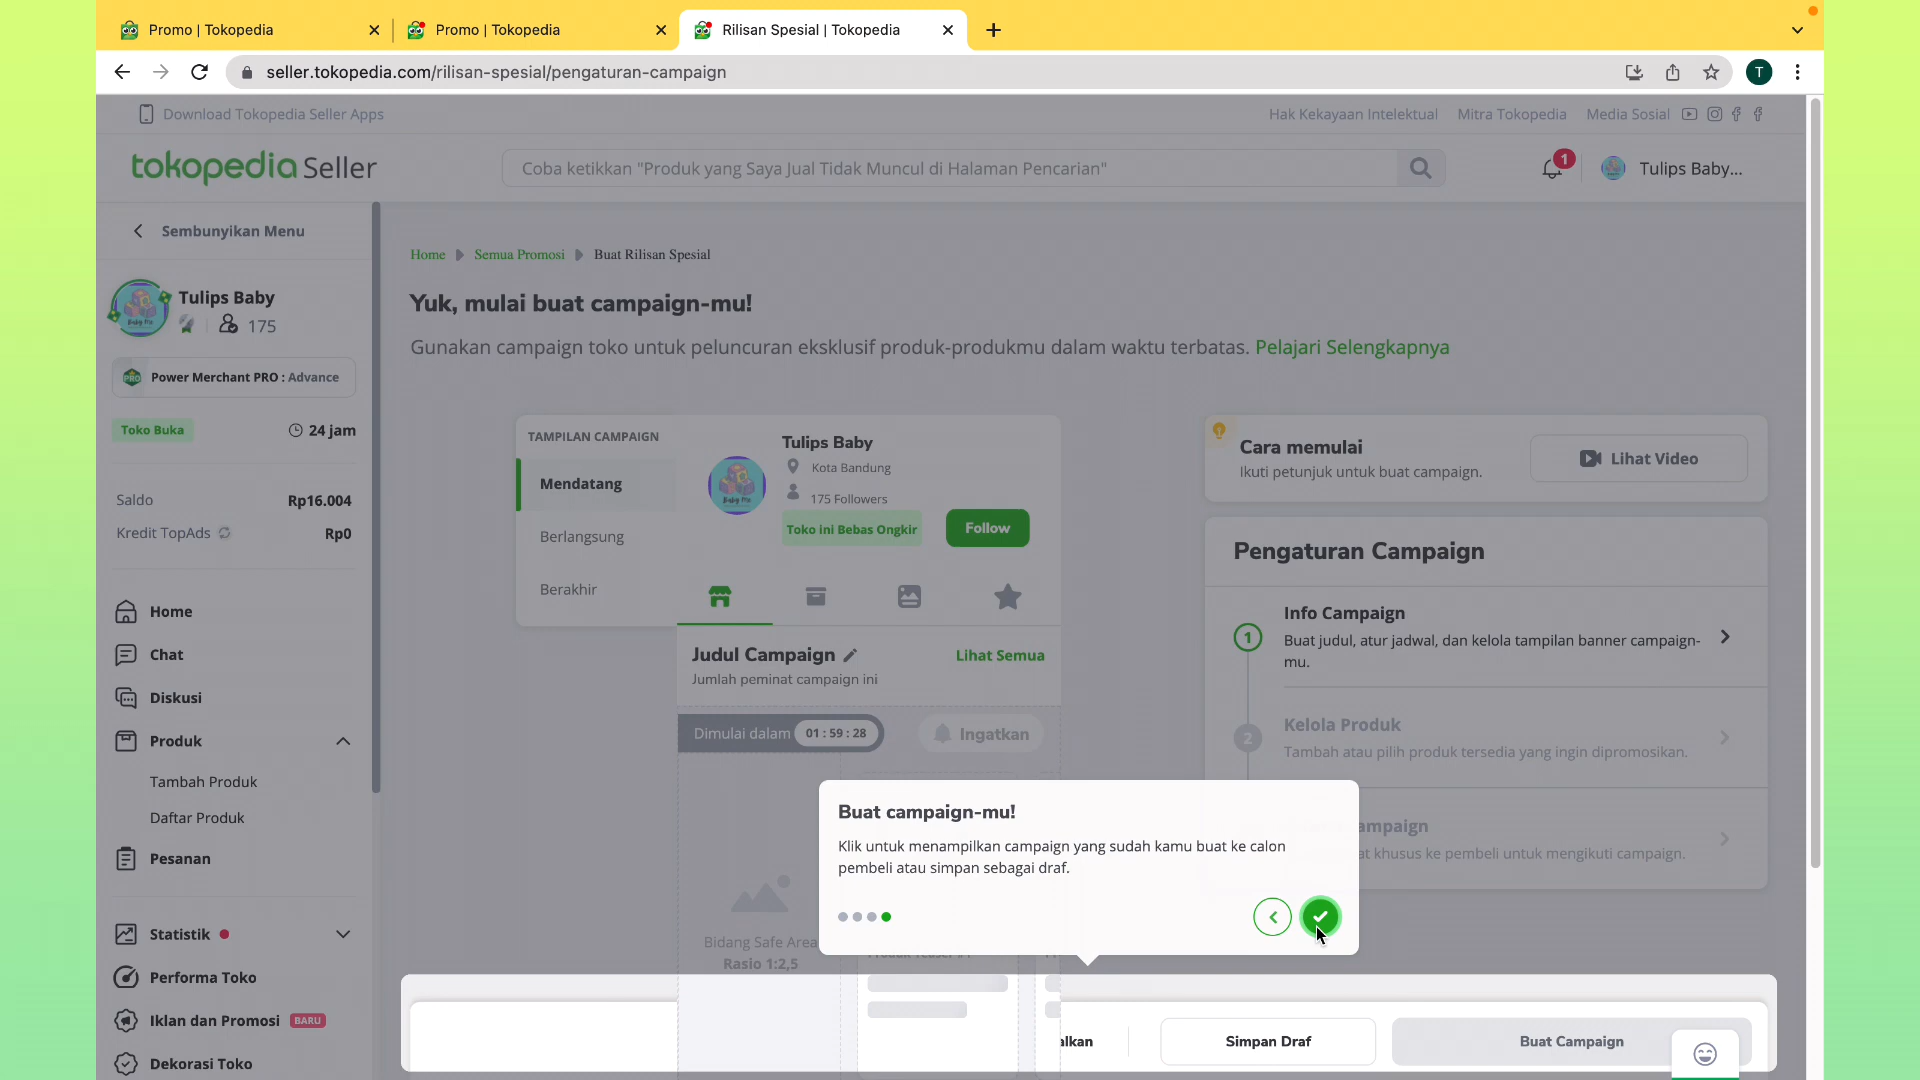 Promo | Tokopedia
Promo | Tokopedia
Rilisan Spesial | Tokopedia
seller.tokopedia.com/rilisan-spesial/pengaturan-campaign
T
Download Tokopedia Seller Apps
Hak Kekayaan Intelektual
Mitra Tokopedia
Media Sosial
tokopedia Seller
Coba ketikkan "Produk yang Saya Jual Tidak Muncul di Halaman Pencarian"
1
Tulips Baby...
Sembunyikan Menu
Tulips Baby
175
PRO
Power Merchant PRO : Advance
Toko Buka
24 jam
Saldo
Rp16.004
Kredit TopAds
Rp0
Home
Chat
Diskusi
Produk
Tambah Produk
Daftar Produk
Pesanan
Statistik
Performa Toko
Iklan dan Promosi BARU
Dekorasi Toko
Home
Semua Promosi
Buat Rilisan Spesial
Yuk, mulai buat campaign-mu!
Gunakan campaign toko untuk peluncuran eksklusif produk-produkmu dalam waktu terbatas. Pelajari Selengkapnya
TAMPILAN CAMPAIGN
Mendatang
Berlangsung
Berakhir
Tulips Baby
Kota Bandung
175 Followers
Toko ini Bebas Ongkir
Follow
Judul Campaign
Lihat Semua
Jumlah peminat campaign ini
Dimulai dalam 01 : 59 : 28
Ingatkan
Bidang Safe Area
Rasio 1:2,5
Cara memulai
Ikuti petunjuk untuk buat campaign.
Lihat Video
Pengaturan Campaign
1
Info Campaign
Buat judul, atur jadwal, dan kelola tampilan banner campaign-
mu.
2
Kelola Produk
Tambah atau pilih produk tersedia yang ingin dipromosikan.
ampaign
at khusus ke pembeli untuk mengikuti campaign.
Buat campaign-mu!
Klik untuk menampilkan campaign yang sudah kamu buat ke calon
pembeli atau simpan sebagai draf.
alkan
Simpan Draf
Buat Campaign